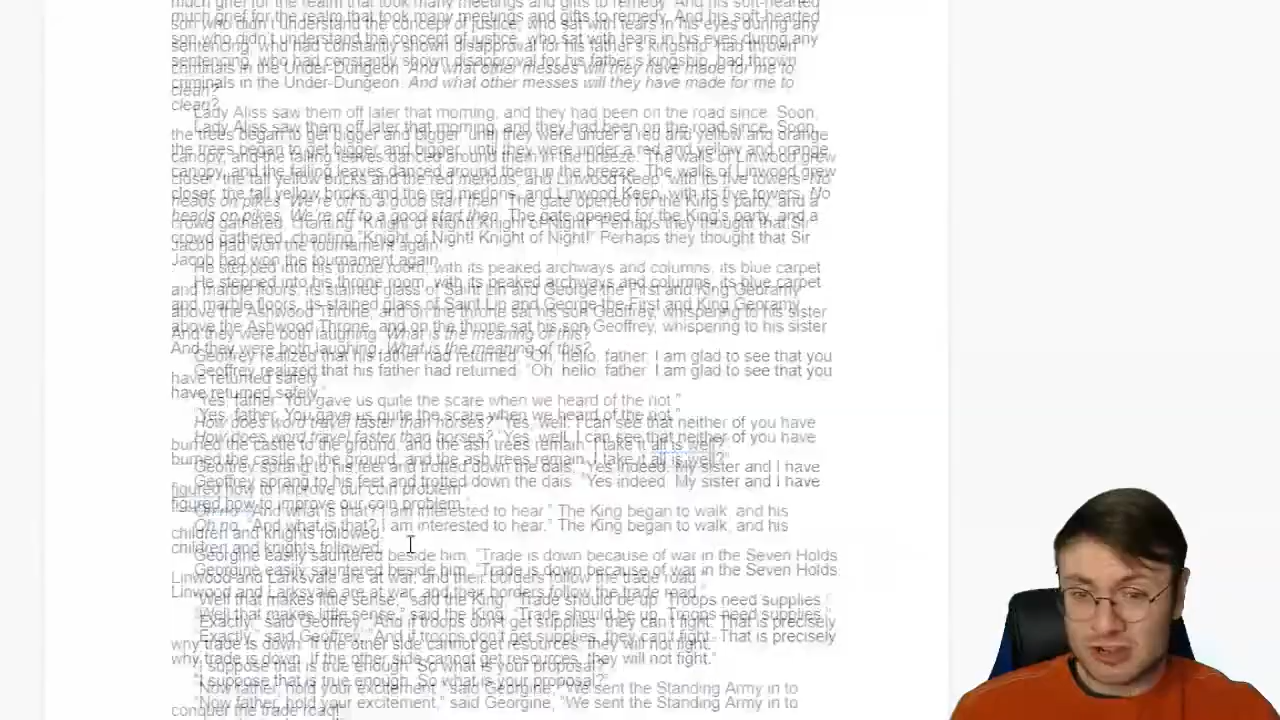 much grief for the realm that took many meetings and gifts to remedy. And his soft-hearted
son who didn't understand the concept of justice, who sat with tears in his eyes during any
sentencing, who had constantly shown disapproval for his father's kingship, had thrown
criminals in the Under-Dungeon. And what other messes will they have made for me to
clean?
Lady Aliss saw them off later that morning, and they had been on the road since. Soon,
the trees began to get bigger and bigger, until they were under a red and yellow and orange
canopy, and the falling leaves danced around them in the breeze. The walls of Linwood grew
closer, the tall yellow bricks and the red merlons, and Linwood Keep, with its five towers. No
heads on pikes. We're off to a good start then. The gate opened for the King's party, and a
crowd gathered, chanting "Knight of Night! Knight of Night!" Perhaps they thought that Sir
Jacob had won the tournament again.
He stepped into his throne room, with its peaked archways and columns, its blue carpet
and marble floors, its stained glass of Saint Lin and George the First and King Georamy
above the Ashwood Throne, and on the throne sat his son Geoffrey, whispering to his sister
And they were both laughing. What is the meaning of this?
Geoffrey realized that his father had returned. "Oh, hello, father. I am glad to see that you
have returned safely."
"Yes, father. You gave us quite the scare when we heard of the riot."
How does word travel faster than horses? "Yes, well. I can see that neither of you have
burned the castle to the ground, and the ash trees remain. I take it all is well?"
Geoffrey sprang to his feet and trotted down the dais. "Yes indeed. My sister and I have
figured how to improve our coin problem."
Oh no. "And what is that? I am interested to hear." The King began to walk, and his
children and knights followed.
Georgine easily sauntered beside him, "Trade is down because of war in the Seven Holds.
Linwood and Larksvale are at war, and their borders follow the trade road."
"Well that makes little sense," said the King. "Trade should be up. Troops need supplies."
"Exactly," said Geoffrey. "And if troops don't get supplies, they can't fight. That is precisely
why trade is down. If the other side cannot get resources, they will not fight."
"I suppose that is true enough. So what is your proposal?"
"Now father, hold your excitement," said Georgine, "We sent the Standing Army in to
conquer the trade road!